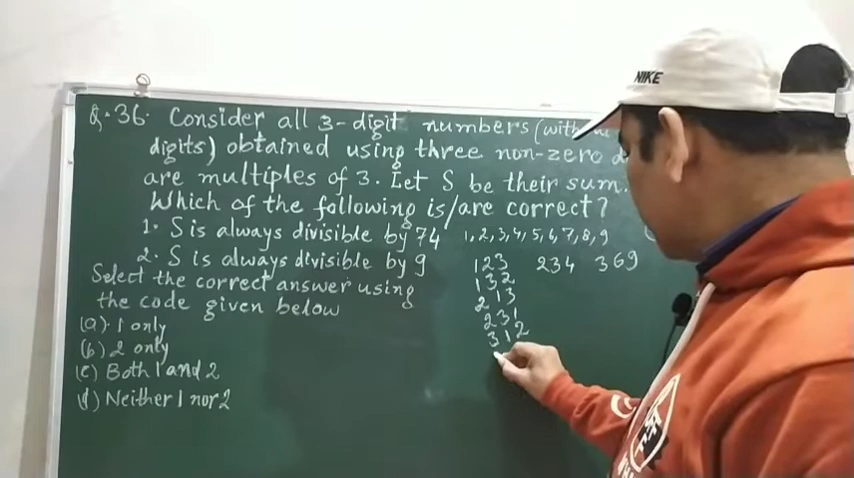 Q.36. Consider all 3-digit numbers (with
digits) obtained using three non-zero
are multiples of 3. Let S be their sum.
Which of the following is/are correct?
1. S is always divisible by 74
2. S is always divisible by 9
Select the correct answer using
the code given below
(a) 1 only
(b) 2 only
(c) Both 1 and 2
(d) Neither 1 nor 2
1, 2, 3, 4, 5, 6, 7, 8, 9
123 234 369
132
213
231
312
NIKE